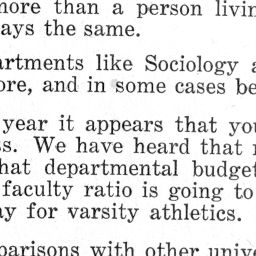 more than a person livin
ays the same.
artments like Sociology a
ore, and in some cases be
year it appears that you
s. We have heard that
hat departmental budget
faculty ratio is going to
ay for varsity athletics.
parisons with other unive